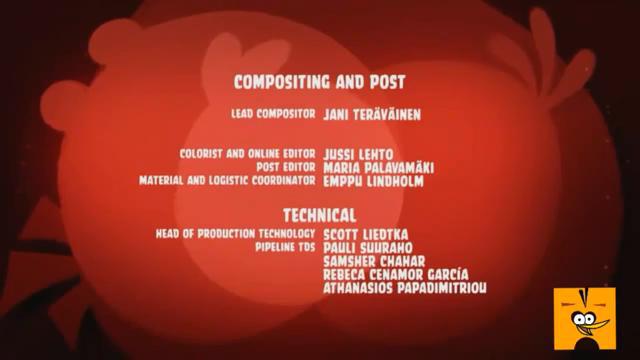 COMPOSITING AND POST
LEAD COMPOSITOR JANI TERÄVÄINEN
COLORIST AND ONLINE EDITOR JUSSI LEHTO
POST EDITOR MARIA PALAVAMÄKI
MATERIAL AND LOGISTIC COORDINATOR EMPPU LINDHOLM
TECHNICAL
HEAD OF PRODUCTION TECHNOLOGY SCOTT LIEDTKA
PIPELINE TDS PAULI SUURAHO
SAMSHER CHAHAR
REBECA CENAMOR GARCÍA
ATHANASIOS PAPADIMITRIOU